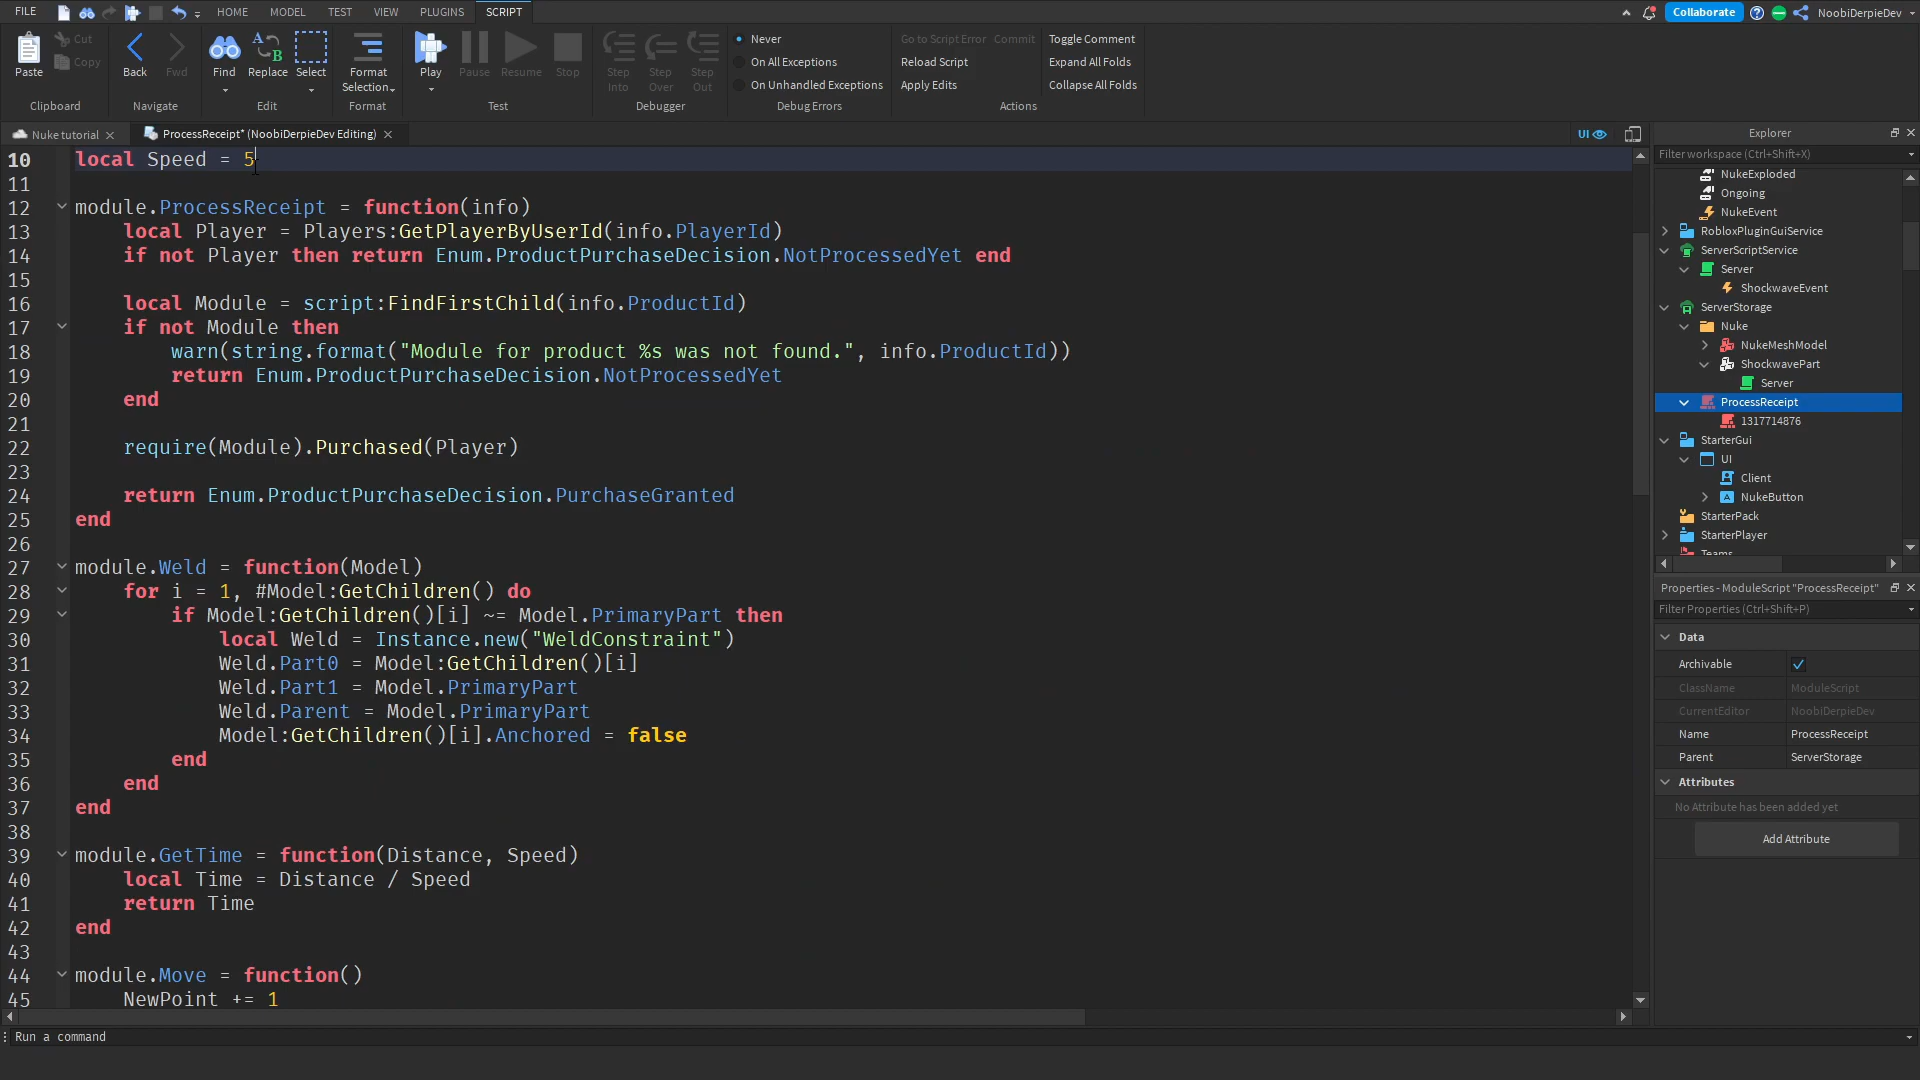 FILE HOME MODEL TEST VIEW PLUGINS SCRIPT Collaborate NoobiDerpieDev
Paste Cut Copy Back Fwd Find Replace Select Format Selection Play Pause Resume Stop Step Into Step Over Step Out
Never
On All Exceptions
On Unhandled Exceptions
Go to Script Error Commit Toggle Comment
Reload Script Expand All Folds
Apply Edits Collapse All Folds
Clipboard Navigate Edit Format Test Debugger Debug Errors Actions
Nuke tutorial ProcessReceipt* (NoobiDerpieDev Editing) UI
10 local Speed = 5
11
12 module.ProcessReceipt = function(info)
13 local Player = Players:GetPlayerByUserId(info.PlayerId)
14 if not Player then return Enum.ProductPurchaseDecision.NotProcessedYet end
15
16 local Module = script:FindFirstChild(info.ProductId)
17 if not Module then
18 warn(string.format("Module for product %s was not found.", info.ProductId))
19 return Enum.ProductPurchaseDecision.NotProcessedYet
20 end
21
22 require(Module).Purchased(Player)
23
24 return Enum.ProductPurchaseDecision.PurchaseGranted
25 end
26
27 module.Weld = function(Model)
28 for i = 1, #Model:GetChildren() do
29 if Model:GetChildren()[i] ~= Model.PrimaryPart then
30 local Weld = Instance.new("WeldConstraint")
31 Weld.Part0 = Model:GetChildren()[i]
32 Weld.Part1 = Model.PrimaryPart
33 Weld.Parent = Model.PrimaryPart
34 Model:GetChildren()[i].Anchored = false
35 end
36 end
37 end
38
39 module.GetTime = function(Distance, Speed)
40 local Time = Distance / Speed
41 return Time
42 end
43
44 module.Move = function()
45 NewPoint += 1
Run a command
Explorer
Filter workspace (Ctrl+Shift+X)
NukeExploded
Ongoing
NukeEvent
RobloxPluginGuiService
ServerScriptService
Server
ShockwaveEvent
ServerStorage
Nuke
NukeMeshModel
ShockwavePart
Server
ProcessReceipt
1317714876
StarterGui
UI
Client
NukeButton
StarterPack
StarterPlayer
Teams
Properties - ModuleScript "ProcessReceipt"
Filter Properties (Ctrl+Shift+P)
Data
Archivable
ClassName ModuleScript
CurrentEditor NoobiDerpieDev
Name ProcessReceipt
Parent ServerStorage
Attributes
No Attribute has been added yet
Add Attribute